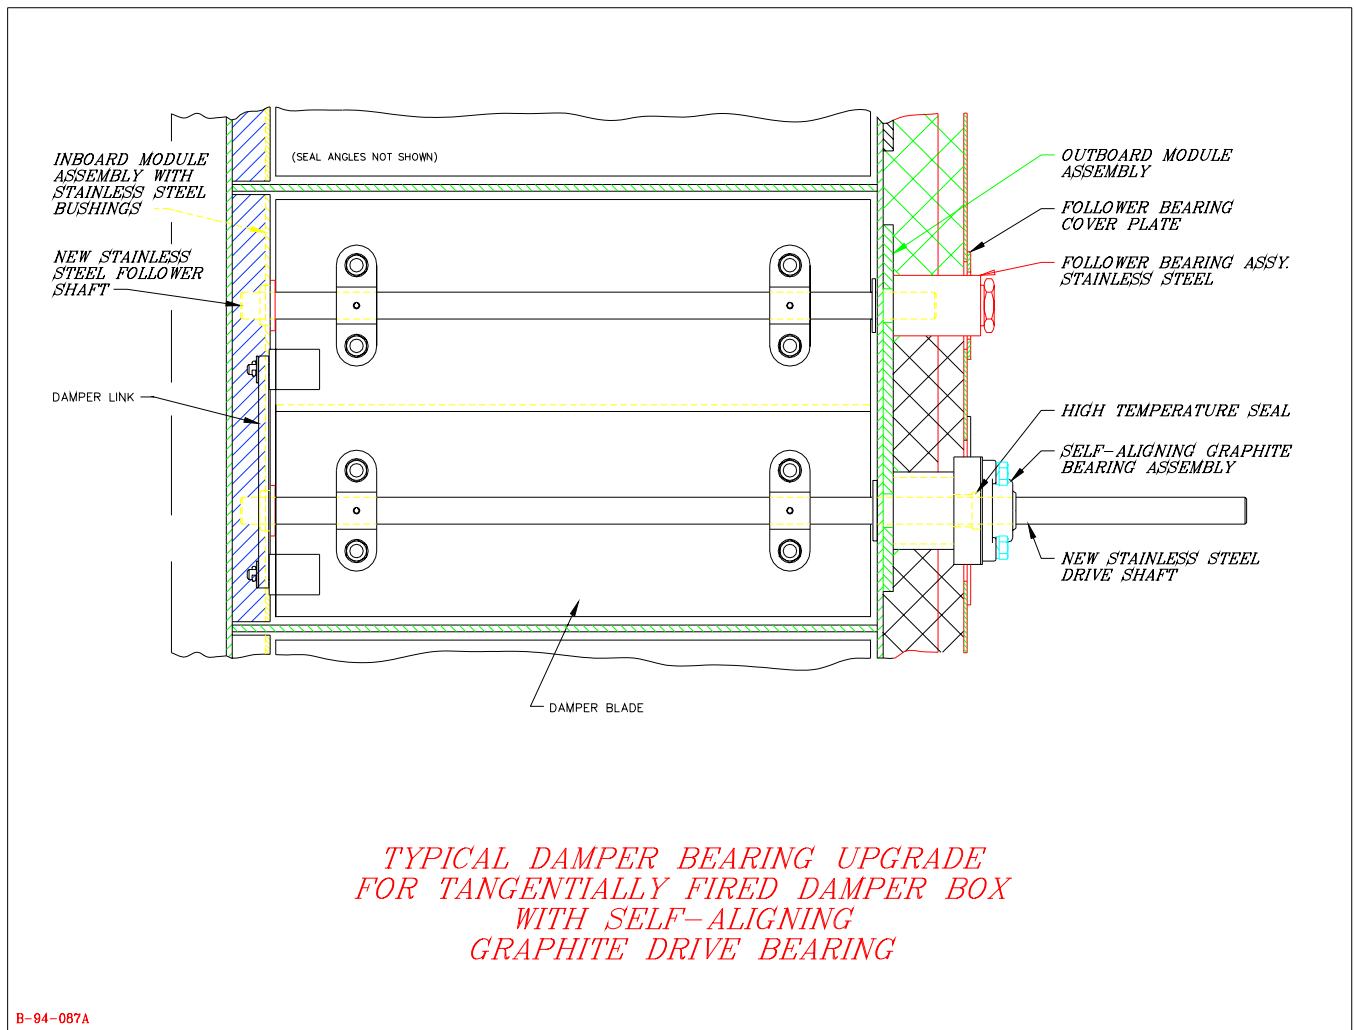 INBOARD MODULE
ASSEMBLY WITH
STAINLESS STEEL
BUSHINGS
NEW STAINLESS
STEEL FOLLOWER
SHAFT
DAMPER LINK
(SEAL ANGLES NOT SHOWN)
OUTBOARD MODULE
ASSEMBLY
FOLLOWER BEARING
COVER PLATE
FOLLOWER BEARING ASSY.
STAINLESS STEEL
HIGH TEMPERATURE SEAL
SELF-ALIGNING GRAPHITE
BEARING ASSEMBLY
NEW STAINLESS STEEL
DRIVE SHAFT
DAMPER BLADE
TYPICAL DAMPER BEARING UPGRADE
FOR TANGENTIALLY FIRED DAMPER BOX
WITH SELF-ALIGNING
GRAPHITE DRIVE BEARING
B-94-087A